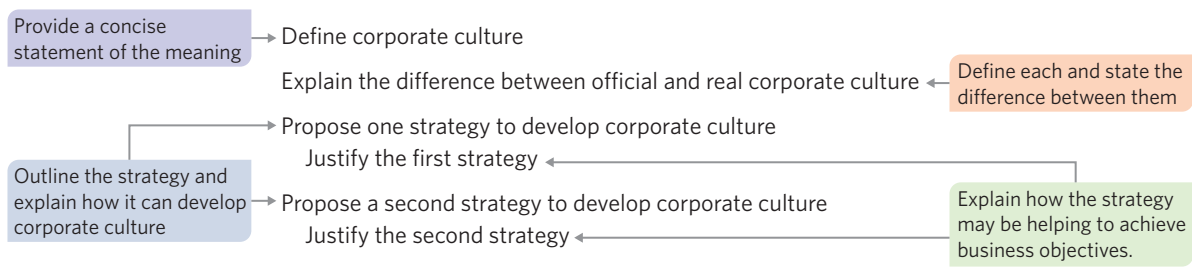 Provide a concise
statement of the meaning
Define corporate culture
Explain the difference between official and real corporate culture
Define each and state the
difference between them
Propose one strategy to develop corporate culture
Justify the first strategy
Outline the strategy and
explain how it can develop
corporate culture
Propose a second strategy to develop corporate culture
Justify the second strategy
Explain how the strategy
may be helping to achieve
business objectives.